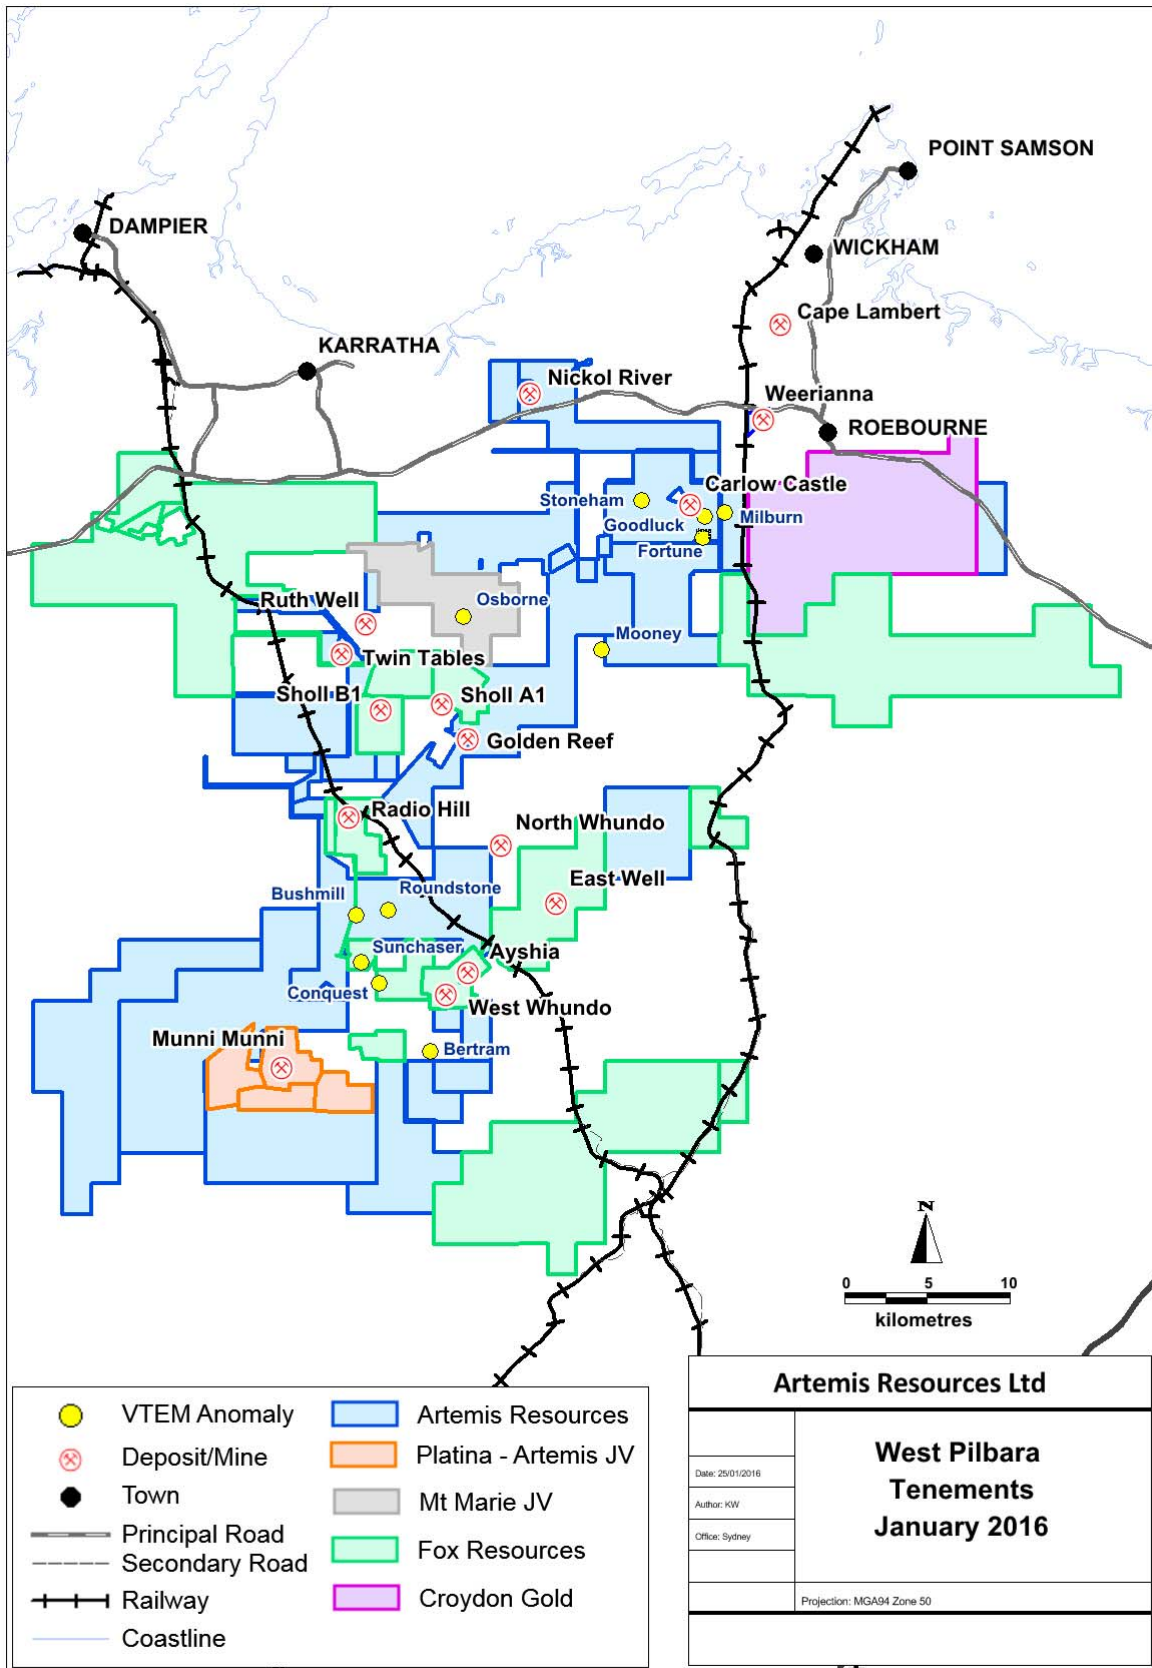 POINT SAMSON
DAMPIER
WICKHAM
Cape Lambert
KARRATHA
Nickol River
Weerianna
ROEBOURNE
Carlow Castle
Stoneham
Goodluck
Milburn
Fortune
Ruth Well
Osborne
Mooney
Twin Tables
Sholl B1
Sholl A1
Golden Reef
Radio Hill
North Whundo
East Well
Bushmill
Roundstone
Sunchaser
Ayshia
Conquest
West Whundo
Munni Munni
Bertram
N
0 5 10
kilometres
VTEM Anomaly
Deposit/Mine
Town
Principal Road
Secondary Road
Railway
Coastline
Artemis Resources
Platina - Artemis JV
Mt Marie JV
Fox Resources
Croydon Gold
Artemis Resources Ltd
Date: 25/01/2016
Author: KW
Office: Sydney
West Pilbara
Tenements
January 2016
Projection: MGA94 Zone 50